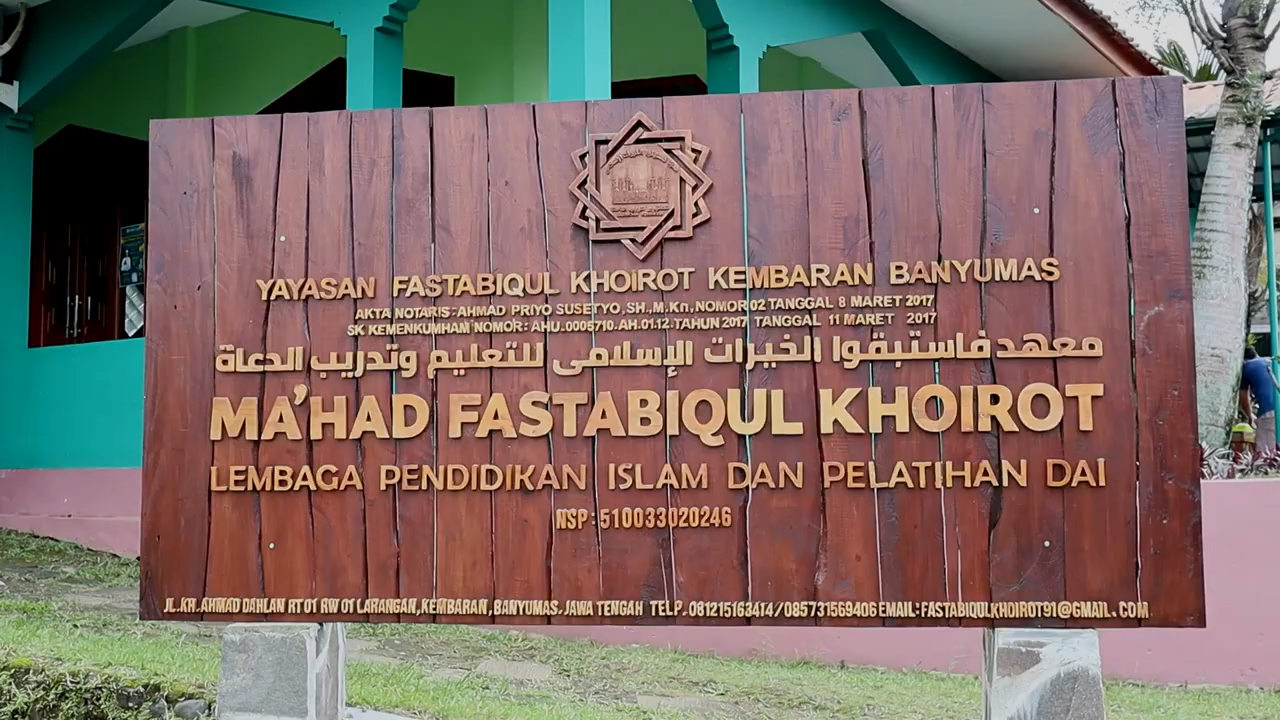 YAYASAN FASTABIQUL KHOIROT KEMBARAN BANYUMAS
AKTA NOTARIS:AHMAD PRIYO SUSETYO,SH.,M.Kn,NOMOR 02 TANGGAL 8 MARET 2017
SK KEMENKUMHAM NOMOR: AHU.0005710.AH.01.12.TAHUN 2017 TANGGAL 11 MARET 2017
معهد فاستبقوا الخيرات الإسلامى للتعليم وتدريب الدعاة
MA'HAD FASTABIQUL KHOIROT
LEMBAGA PENDIDIKAN ISLAM DAN PELATIHAN DAI
NSP: 510033020246
JL.KH.AHMAD DAHLAN RT 01 RW 01 LARANGAN,KEMBARAN, BANYUMAS.JAWA TENGAH TELP.081215163414/085731569406 EMAIL:FASTABIQULKHOIROT91@GMAIL.COM